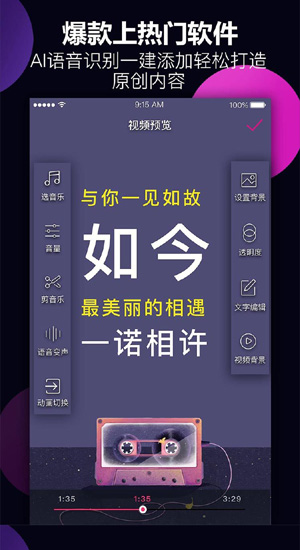 爆款上热门软件
AI语音识别一建添加轻松打造
原创内容
9:15 AM
100%
视频预览
选音乐
音量
剪音乐
语音变声
动画切换
与你一见如故
如今
最美丽的相遇
一诺相许
设置背景
透明度
文字编辑
视频背景
1:35
1:35
3:29